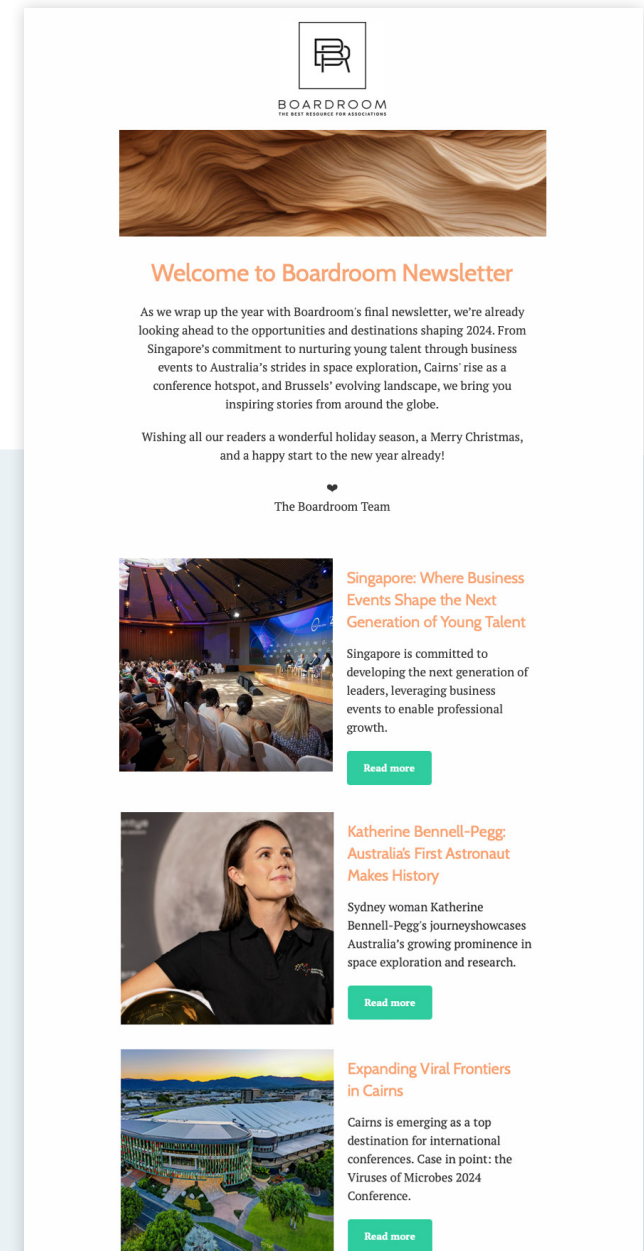 BR
BOARDROOM
THE BEST RESOURCE FOR ASSOCIATIONS
Welcome to Boardroom Newsletter
As we wrap up the year with Boardroom's final newsletter, we’re already
looking ahead to the opportunities and destinations shaping 2024. From
Singapore’s commitment to nurturing young talent through business
events to Australia’s strides in space exploration, Cairns' rise as a
conference hotspot, and Brussels’ evolving landscape, we bring you
inspiring stories from around the globe.
Wishing all our readers a wonderful holiday season, a Merry Christmas,
and a happy start to the new year already!
❤
The Boardroom Team
Singapore: Where Business
Events Shape the Next
Generation of Young Talent
Singapore is committed to
developing the next generation of
leaders, leveraging business
events to enable professional
growth.
Read more
Katherine Bennell-Pegg:
Australia’s First Astronaut
Makes History
Sydney woman Katherine
Bennell-Pegg's journeyshowcases
Australia’s growing prominence in
space exploration and research.
Read more
Expanding Viral Frontiers
in Cairns
Cairns is emerging as a top
destination for international
conferences. Case in point: the
Viruses of Microbes 2024
Conference.
Read more